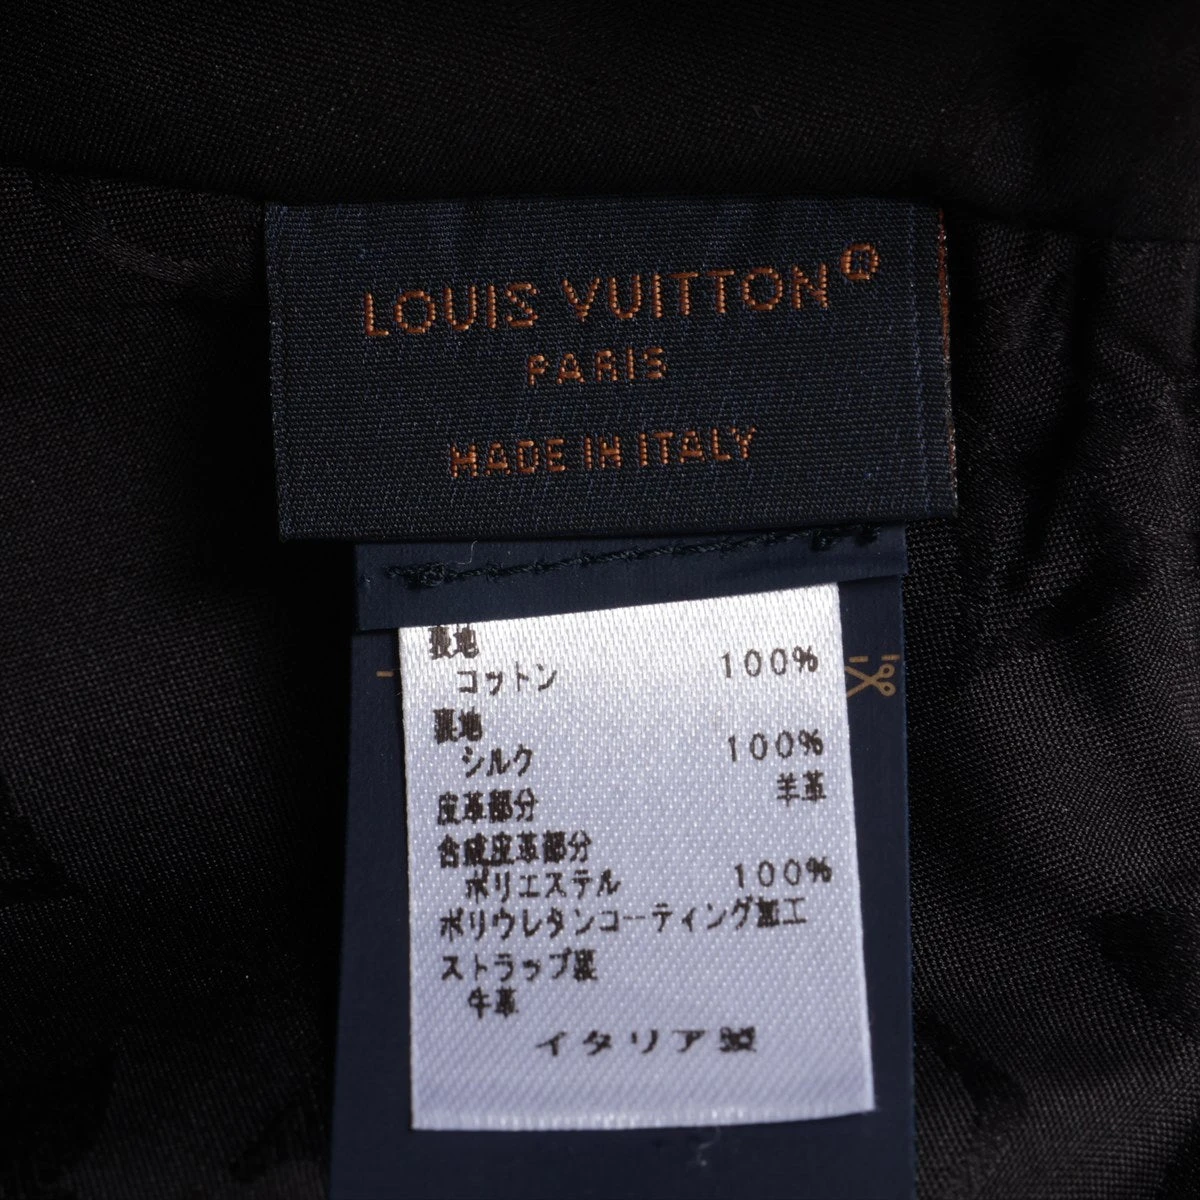 LOUIS VUITTON®
PARIS
MADE IN ITALY
表地
コットン 100%
裏地
シルク 100%
皮革部分 羊革
合成皮革部分
ポリエステル 100%
ポリウレタンコーティング加工
ストラップ裏
牛革
イタリア製